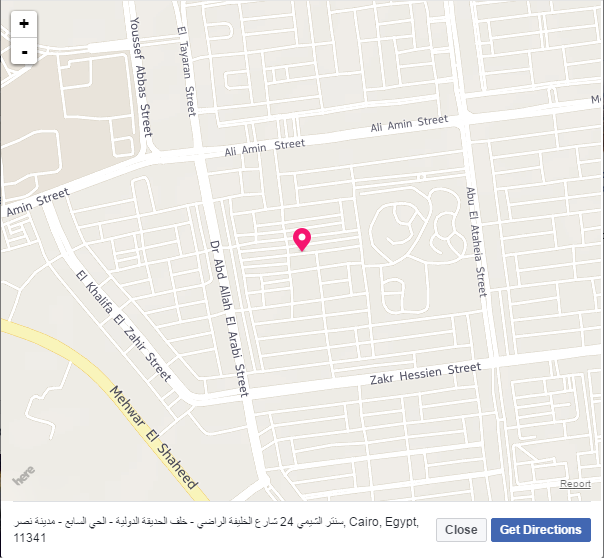 +
-
Youssef Abbas Street
El Tayaran Street
Ali Amin Street
Ali Amin Street
Amin Street
Abu El Ataheia Street
Dr Abd Allah El Arabi Street
El Khalifa El Zahir Street
Zakr Hessien Street
Mehwar El Shaheed
here
Report
سنتر الشيمي 24 شارع الخليفة الراضي - خلف الحديقة الدولية - الحي السابع - مدينة نصر, Cairo, Egypt,
11341
Close
Get Directions